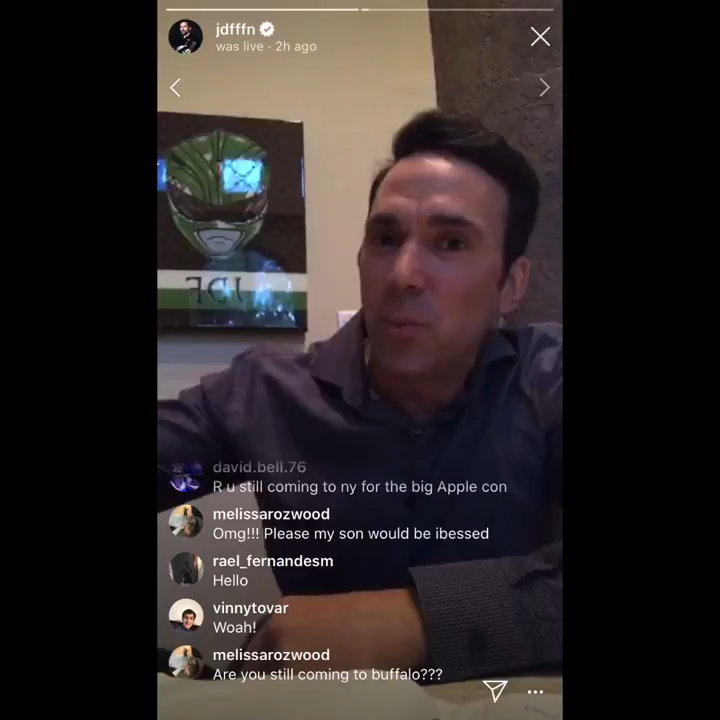 jdfffn
was live · 2h ago
JDF
david.bell.76
R u still coming to ny for the big Apple con
melissarozwood
Omg!!! Please my son would be ibessed
rael_fernandesm
Hello
vinnytovar
Woah!
melissarozwood
Are you still coming to buffalo???